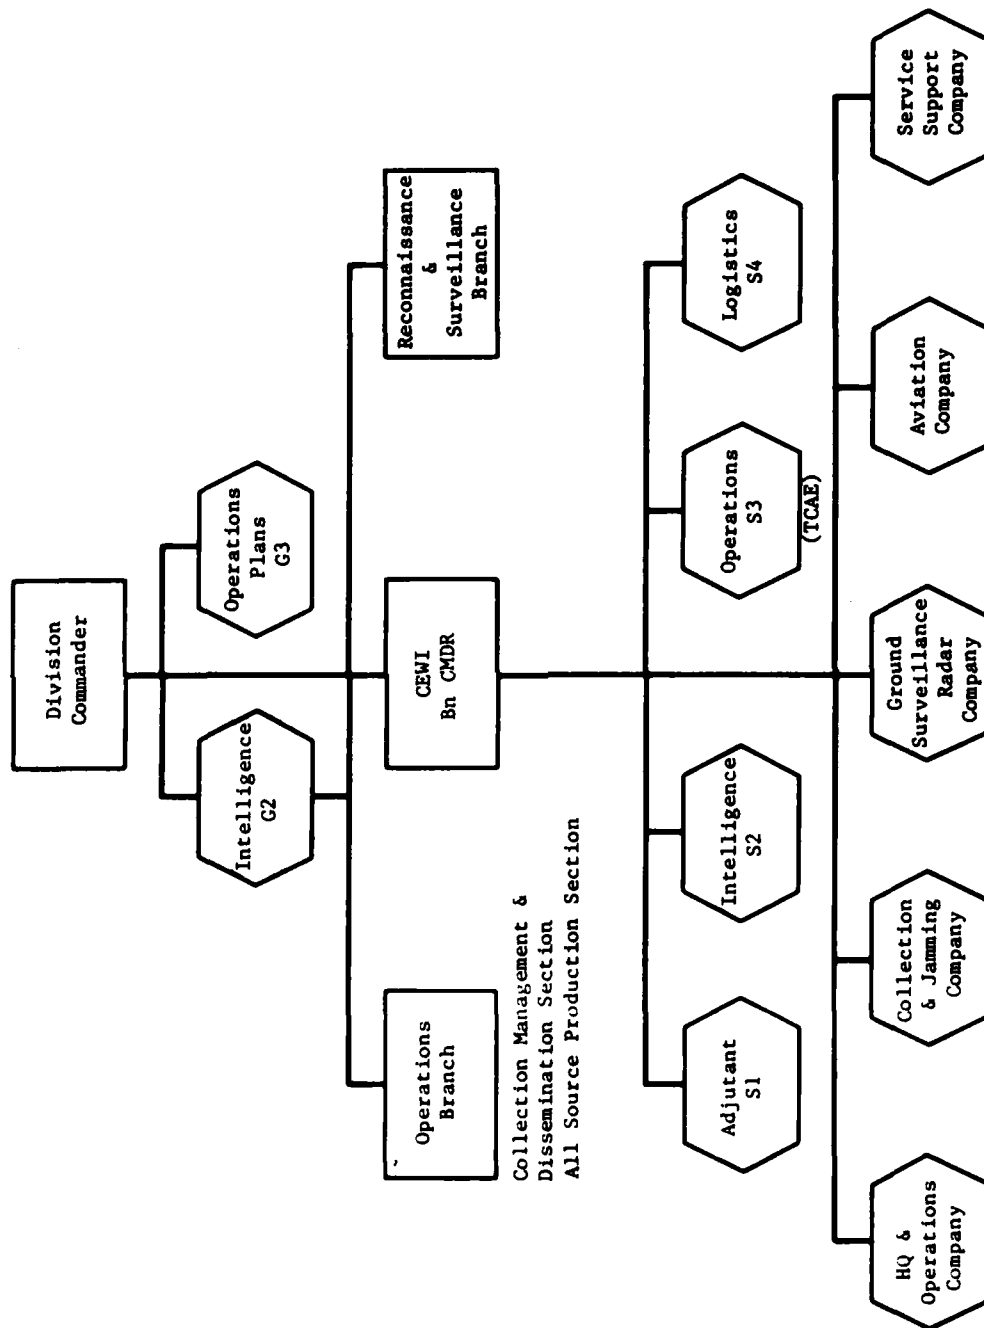 Division
Commander
Intelligence
G2
Operations
Plans
G3
Operations
Branch
CEWI
Bn CMDR
Reconnaissance
&
Surveillance
Branch
Collection Management &
Dissemination Section
All Source Production Section
Adjutant
S1
Intelligence
S2
Operations
S3
(TCAE)
Logistics
S4
HQ &
Operations
Company
Collection
& Jamming
Company
Ground
Surveillance
Radar
Company
Aviation
Company
Service
Support
Company